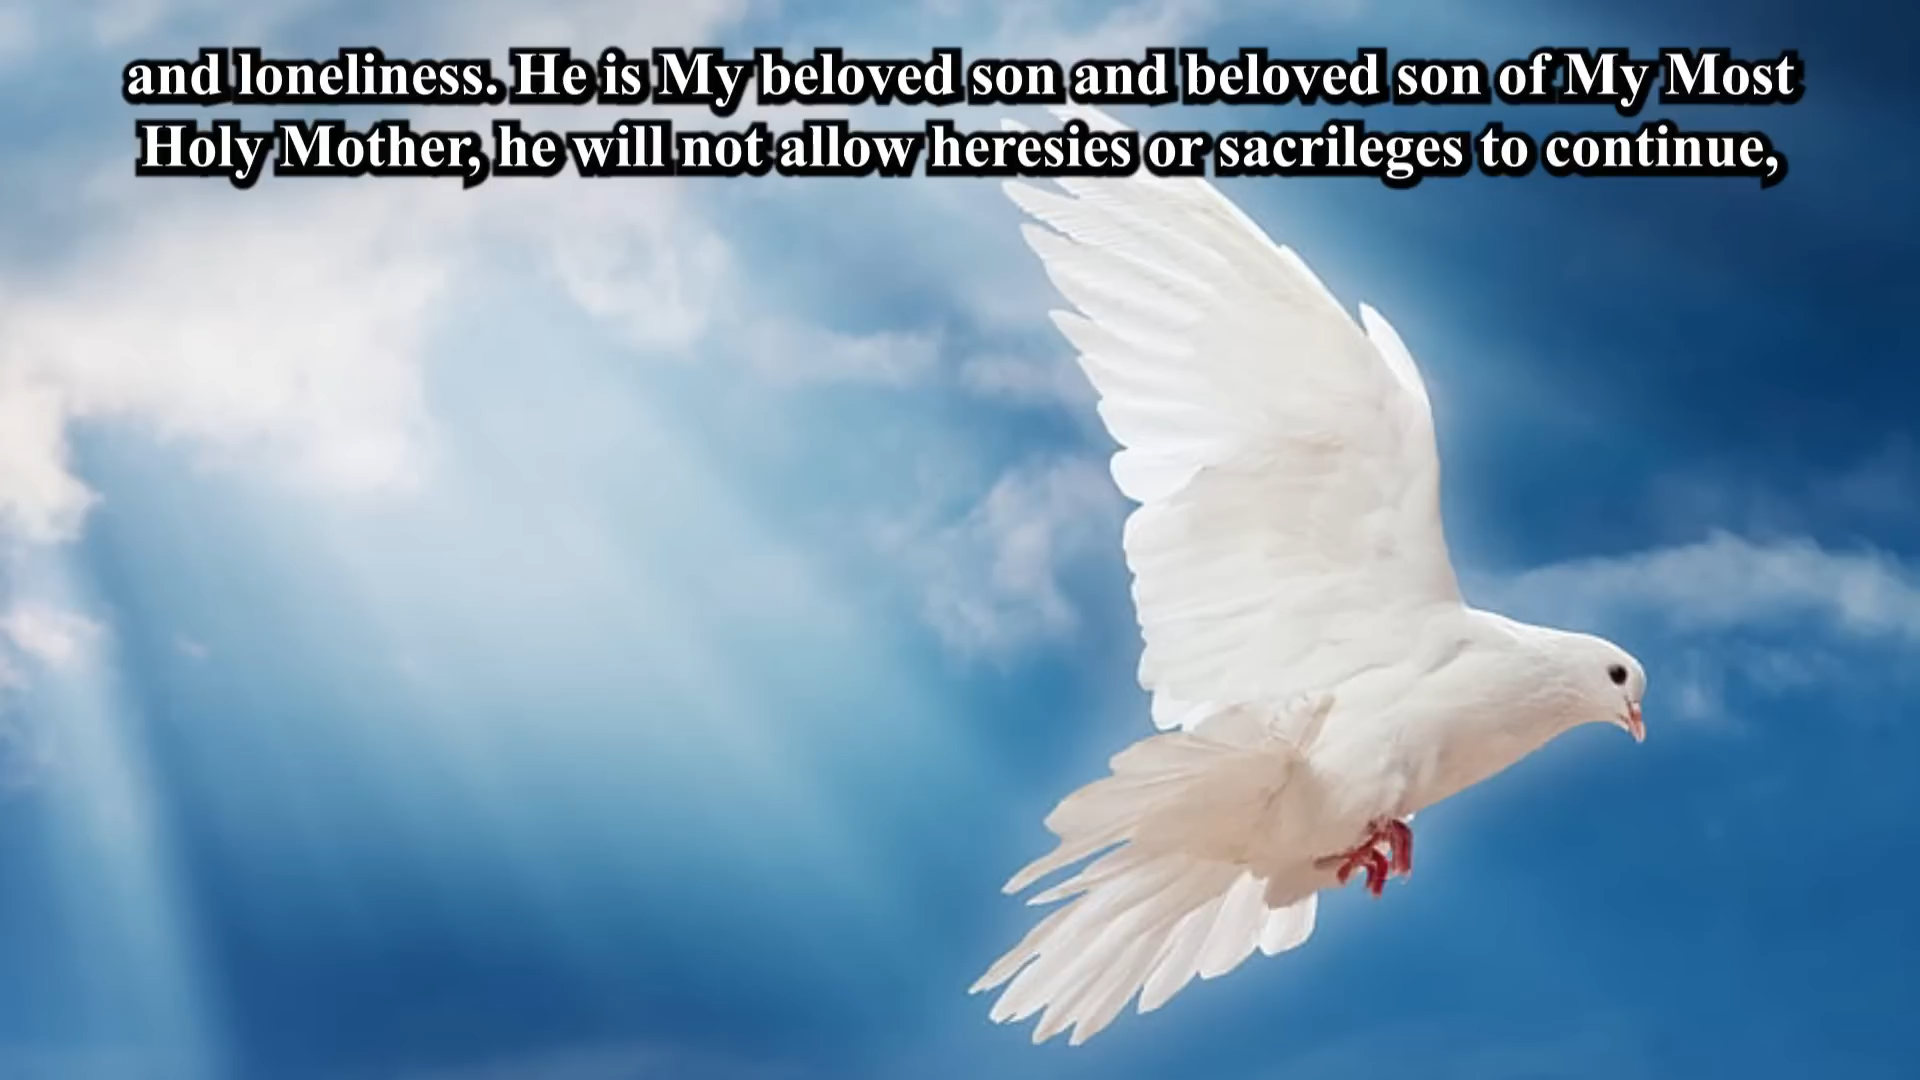 and loneliness. He is My beloved son and beloved son of My Most
Holy Mother, he will not allow heresies or sacrileges to continue,